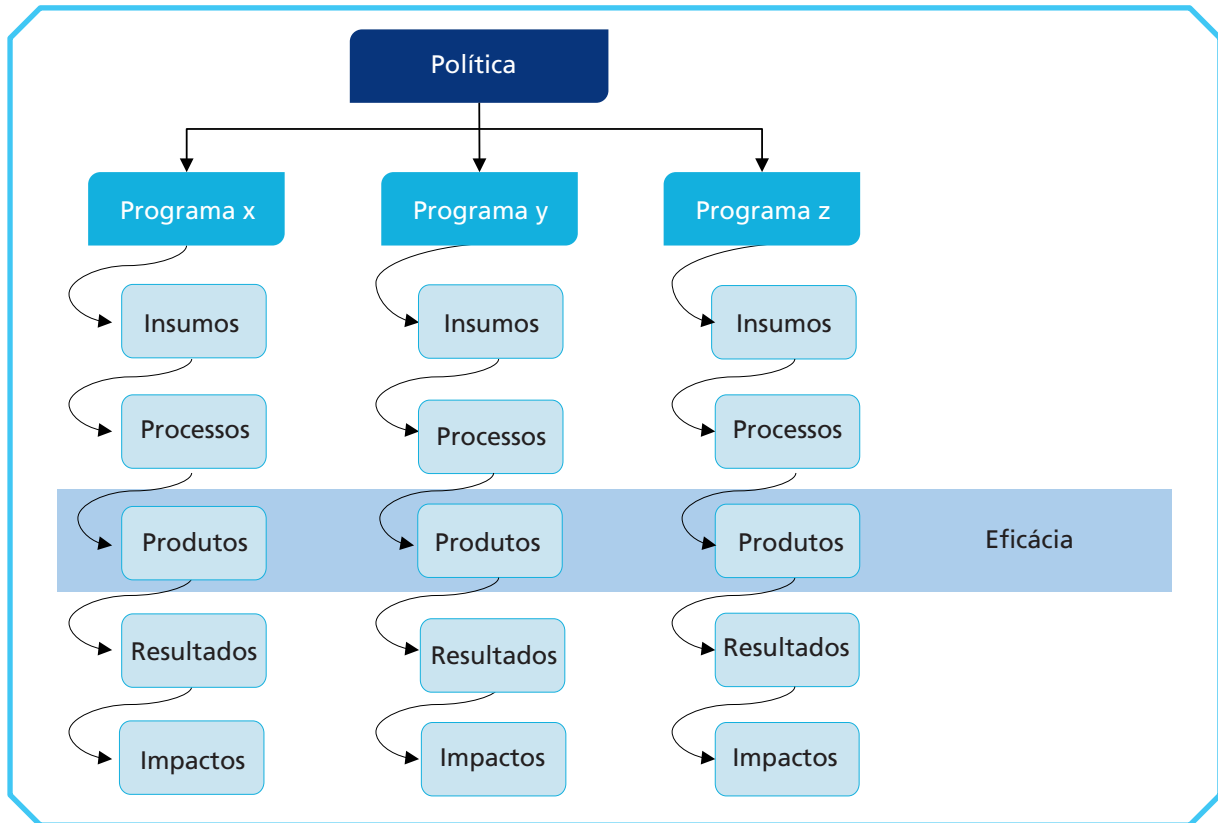 Política
Programa x
Programa y
Programa z
Insumos
Insumos
Insumos
Processos
Processos
Processos
Produtos
Produtos
Produtos
Eficácia
Resultados
Resultados
Resultados
Impactos
Impactos
Impactos